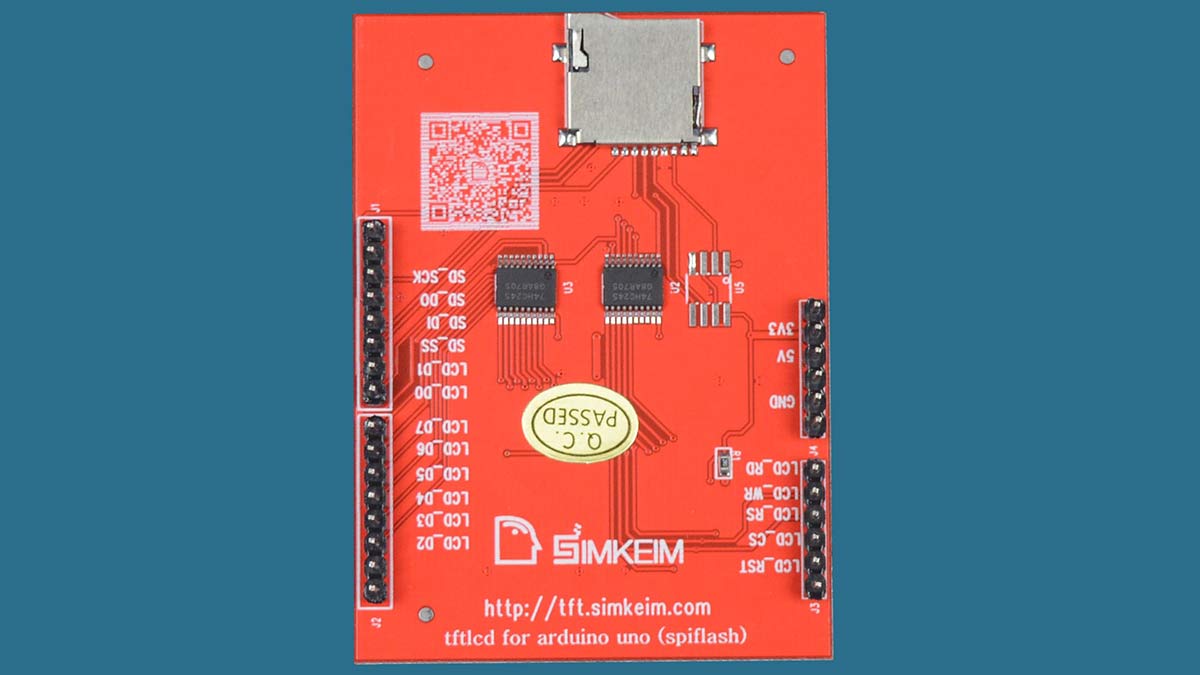 J1
SD_SCK
SD_DO
SD_DI
SD_SS
LCD_D1
LCD_D0
LCD_D7
LCD_D6
LCD_D5
LCD_D4
LCD_D3
LCD_D2
J2
74HC245
G8AR705
U3
74HC245
G8AR705
U2
U5
3V3
5V
GND
J4
R1
LCD_RD
LCD_WR
LCD_RS
LCD_CS
LCD_RST
J3
Q.C.
PASSED
SIMKEIM
http://tft.simkeim.com
tftlcd for arduino uno (spiflash)